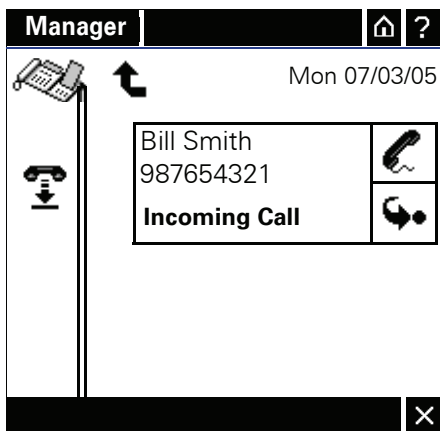 Manager ?
Mon 07/03/05
Bill Smith
987654321
Incoming Call